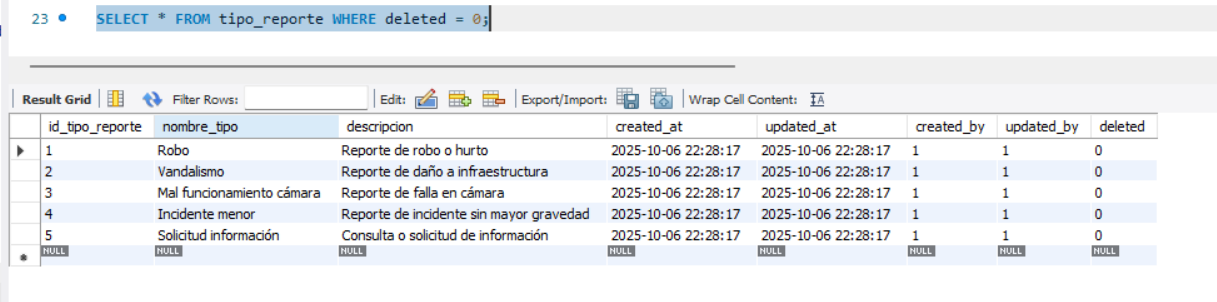 23 SELECT * FROM tipo_reporte WHERE deleted = 0;
Result Grid Filter Rows: Edit: Export/Import: Wrap Cell Content: IA
id_tipo_reporte nombre_tipo descripcion created_at updated_at created_by updated_by deleted
1 Robo Reporte de robo o hurto 2025-10-06 22:28:17 2025-10-06 22:28:17 1 1 0
2 Vandalismo Reporte de daño a infraestructura 2025-10-06 22:28:17 2025-10-06 22:28:17 1 1 0
3 Mal funcionamiento cámara Reporte de falla en cámara 2025-10-06 22:28:17 2025-10-06 22:28:17 1 1 0
4 Incidente menor Reporte de incidente sin mayor gravedad 2025-10-06 22:28:17 2025-10-06 22:28:17 1 1 0
5 Solicitud información Consulta o solicitud de información 2025-10-06 22:28:17 2025-10-06 22:28:17 1 1 0
NULL NULL NULL NULL NULL NULL NULL NULL